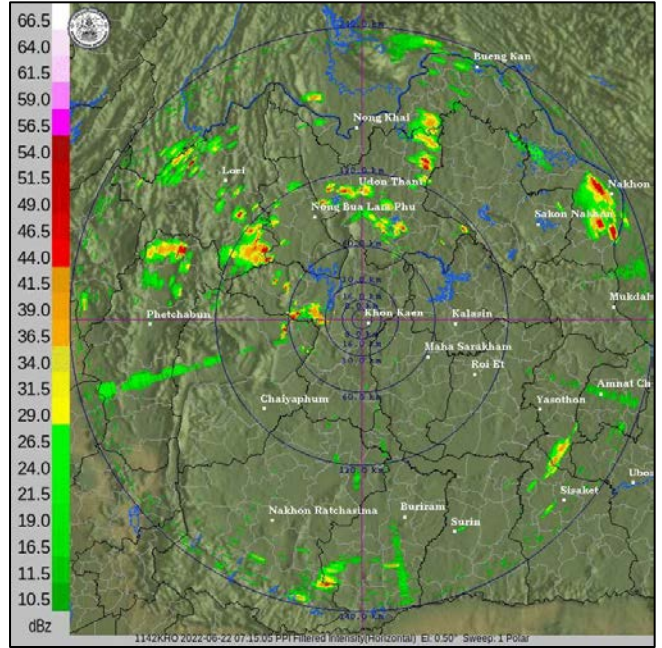 66.5
64.0
61.5
59.0
56.5
54.0
51.5
49.0
46.5
44.0
41.5
39.0
36.5
34.0
31.5
29.0
26.5
24.0
21.5
19.0
16.5
11.5
10.5
dBz
Bueng Kan
Nong Khai
Loei
Udon Thani
Nakhon
Nong Bua Lam Phu
Sakon Nakhon
Mukdaha
Phetchabun
Khon Kaen
Kalasin
Maha Sarakham
Roi Et
Amnat Ch
Chaiyaphum
Yasothon
120.0 km
Ubon
Sisaket
Nakhon Ratchasima
Buriram
Surin
1142KHO 2022-06-22 07:15:05 PPI Filtered Intensity(Horizontal) El: 0.50° Sweep: 1 Polar